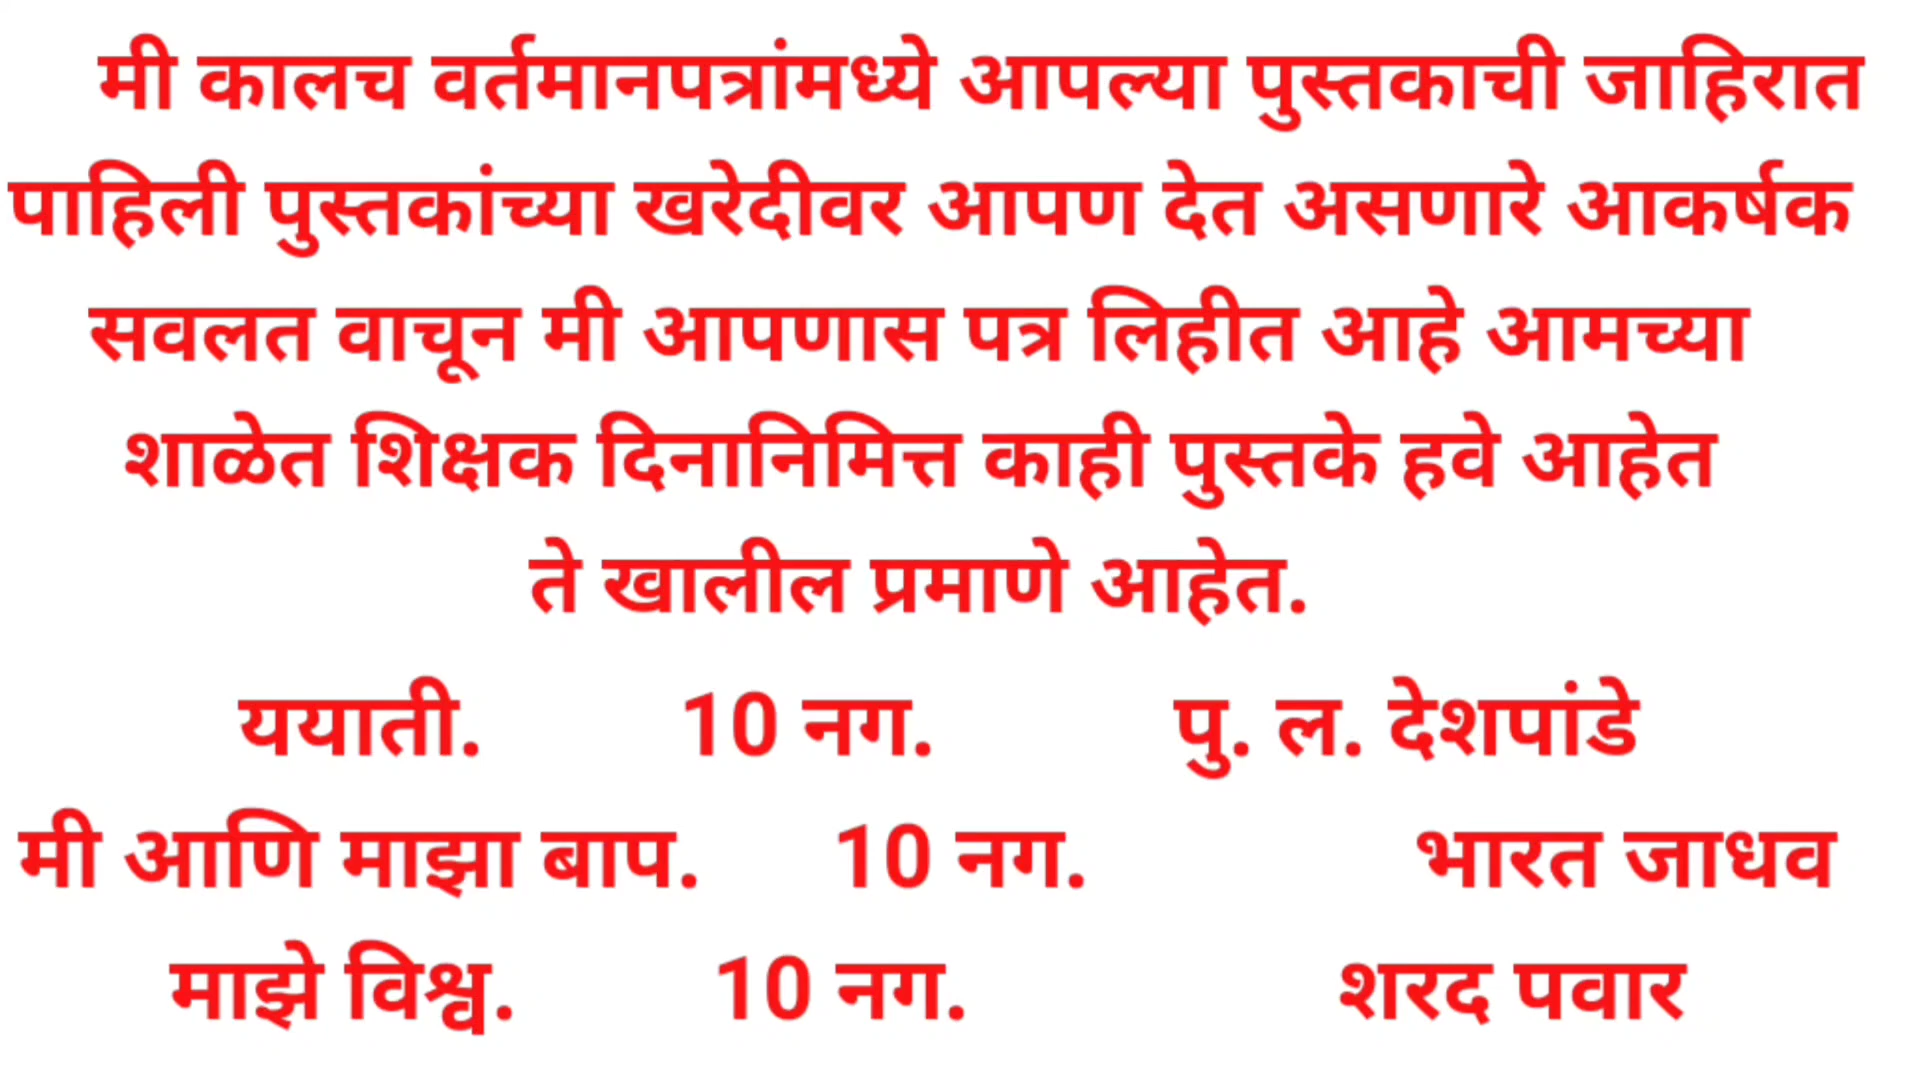 मी कालच वर्तमानपत्रांमध्ये आपल्या पुस्तकाची जाहिरात
पाहिली पुस्तकांच्या खरेदीवर आपण देत असणारे आकर्षक
सवलत वाचून मी आपणास पत्र लिहीत आहे आमच्या
शाळेत शिक्षक दिनानिमित्त काही पुस्तके हवे आहेत
ते खालील प्रमाणे आहेत.
ययाती. 10 नग. पु. ल. देशपांडे
मी आणि माझा बाप. 10 नग. भारत जाधव
माझे विश्व. 10 नग. शरद पवार